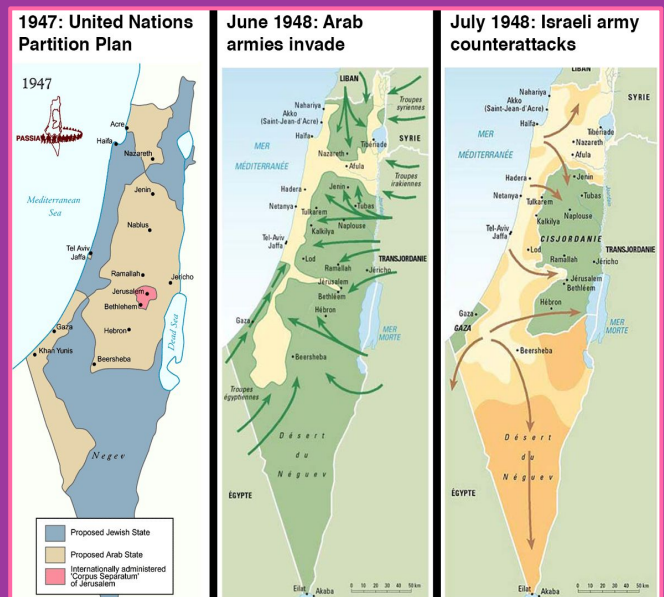 1947: United Nations
Partition Plan
1947
PASSIA
Acre
Haifa
Nazareth
Mediterranean
Sea
Jenin
Nablus
Tel Aviv
Jaffa
Ramallah
Jericho
Jerusalem
Bethlehem
Gaza
Hebron
Dead Sea
Khan Yunis
Beersheba
Negev
Proposed Jewish State
Proposed Arab State
Internationally administered
'Corpus Separatum'
of Jerusalem
June 1948: Arab
armies invade
LIBAN
Nahariya
Akko
(Saint-Jean-d'Acre)
Troupes
syriennes
Haïfa
MER
MÉDITERRANÉE
Tibériade
SYRIE
Nazareth
Afula
Troupes
irakiennes
Hadera
Jenin
Netanya
Tulkarem
Tubas
Kalkilya
Naplouse
Tel-Aviv
Jaffa
Lod
TRANSJORDANIE
Ramallah
Jéricho
Jérusalem
Bethléem
Hébron
Gaza
MER
MORTE
Beersheba
Troupes
égyptiennes
Désert
du
Néguev
ÉGYPTE
Eilat
Akaba
0 10 20 30 40 50 km
July 1948: Israeli army
counterattacks
LIBAN
Nahariya
Akko
(Saint-Jean-d'Acre)
SYRIE
Haïfa
MER
MÉDITERRANÉE
Tibériade
Nazareth
Afula
Hadera
Jenin
Netanya
Tulkarem
Tubas
Kalkilya
Naplouse
Tel-Aviv
Jaffa
CISJORDANIE
Lod
TRANSJORDANIE
Ramallah
Jéricho
Jérusalem
Bethléem
Hébron
Gaza
GAZA
MER
MORTE
Beersheba
Désert
du
Néguev
ÉGYPTE
Eilat
Akaba
0 10 20 30 40 50 km